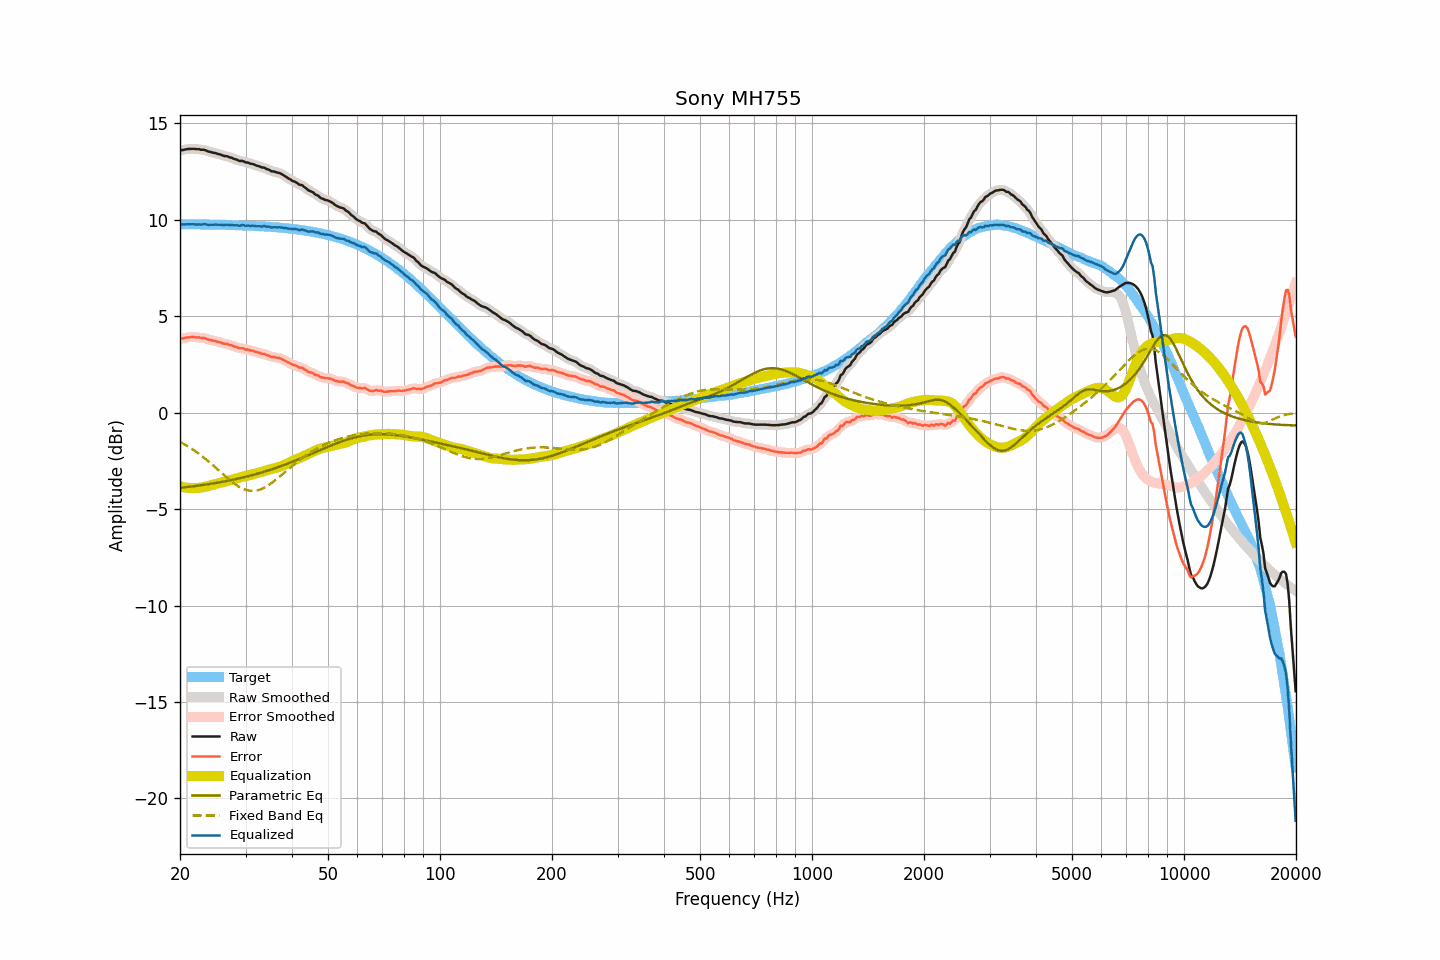 Sony MH755
15
10
5
0
−5
−10
−15
−20
Amplitude (dBr)
Target
Raw Smoothed
Error Smoothed
Raw
Error
Equalization
Parametric Eq
Fixed Band Eq
Equalized
20 50 100 200 500 1000 2000 5000 10000 20000
Frequency (Hz)